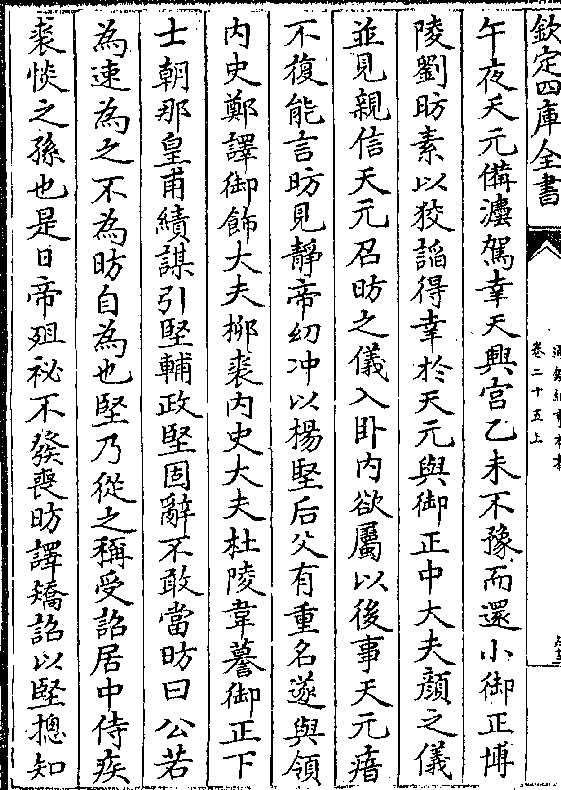 欽定四庫全書
卷二十五上
午夜天元備灋駕幸天興宮乙未不豫而還小御正博
陵劉昉素以狡諂得幸於天元與御正中大夫顔之儀
並見親信天元召昉之儀入卧内欲屬以後事天元瘖
不復能言昉見靜帝幼冲以楊堅后父有重名遂與領
内史鄭譯御飾大夫柳裘内史大夫杜陵韋謩御正下
士朝那皇甫績謀引堅輔政堅固辭不敢當昉曰公若
為速為之不為昉自為也堅乃從之稱受詔居中侍疾
裘惔之孫也是日帝殂祕不發喪昉譯矯詔以堅摠知